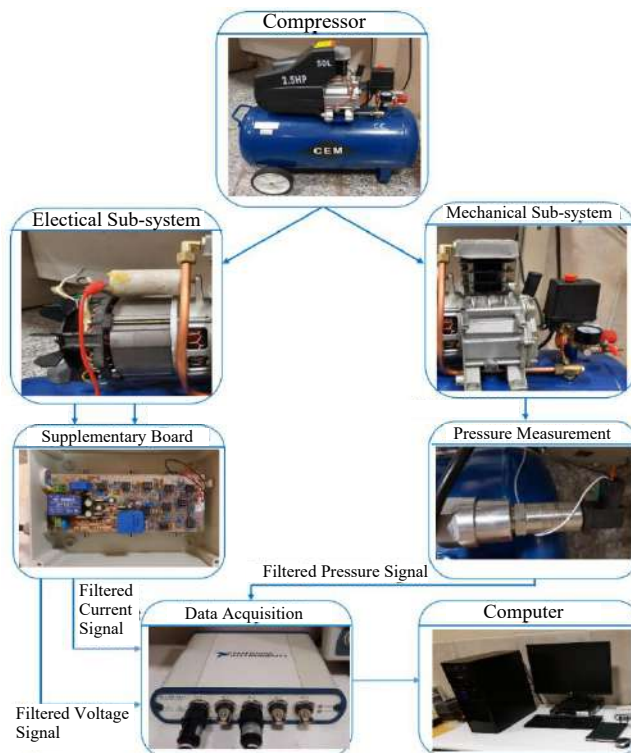 Compressor
50L
2.5HP
CEM
Electical Sub-system
Mechanical Sub-system
Supplementary Board
Pressure Measurement
Filtered Pressure Signal
Filtered
Current
Signal
Data Acquisition
Computer
Filtered Voltage
Signal